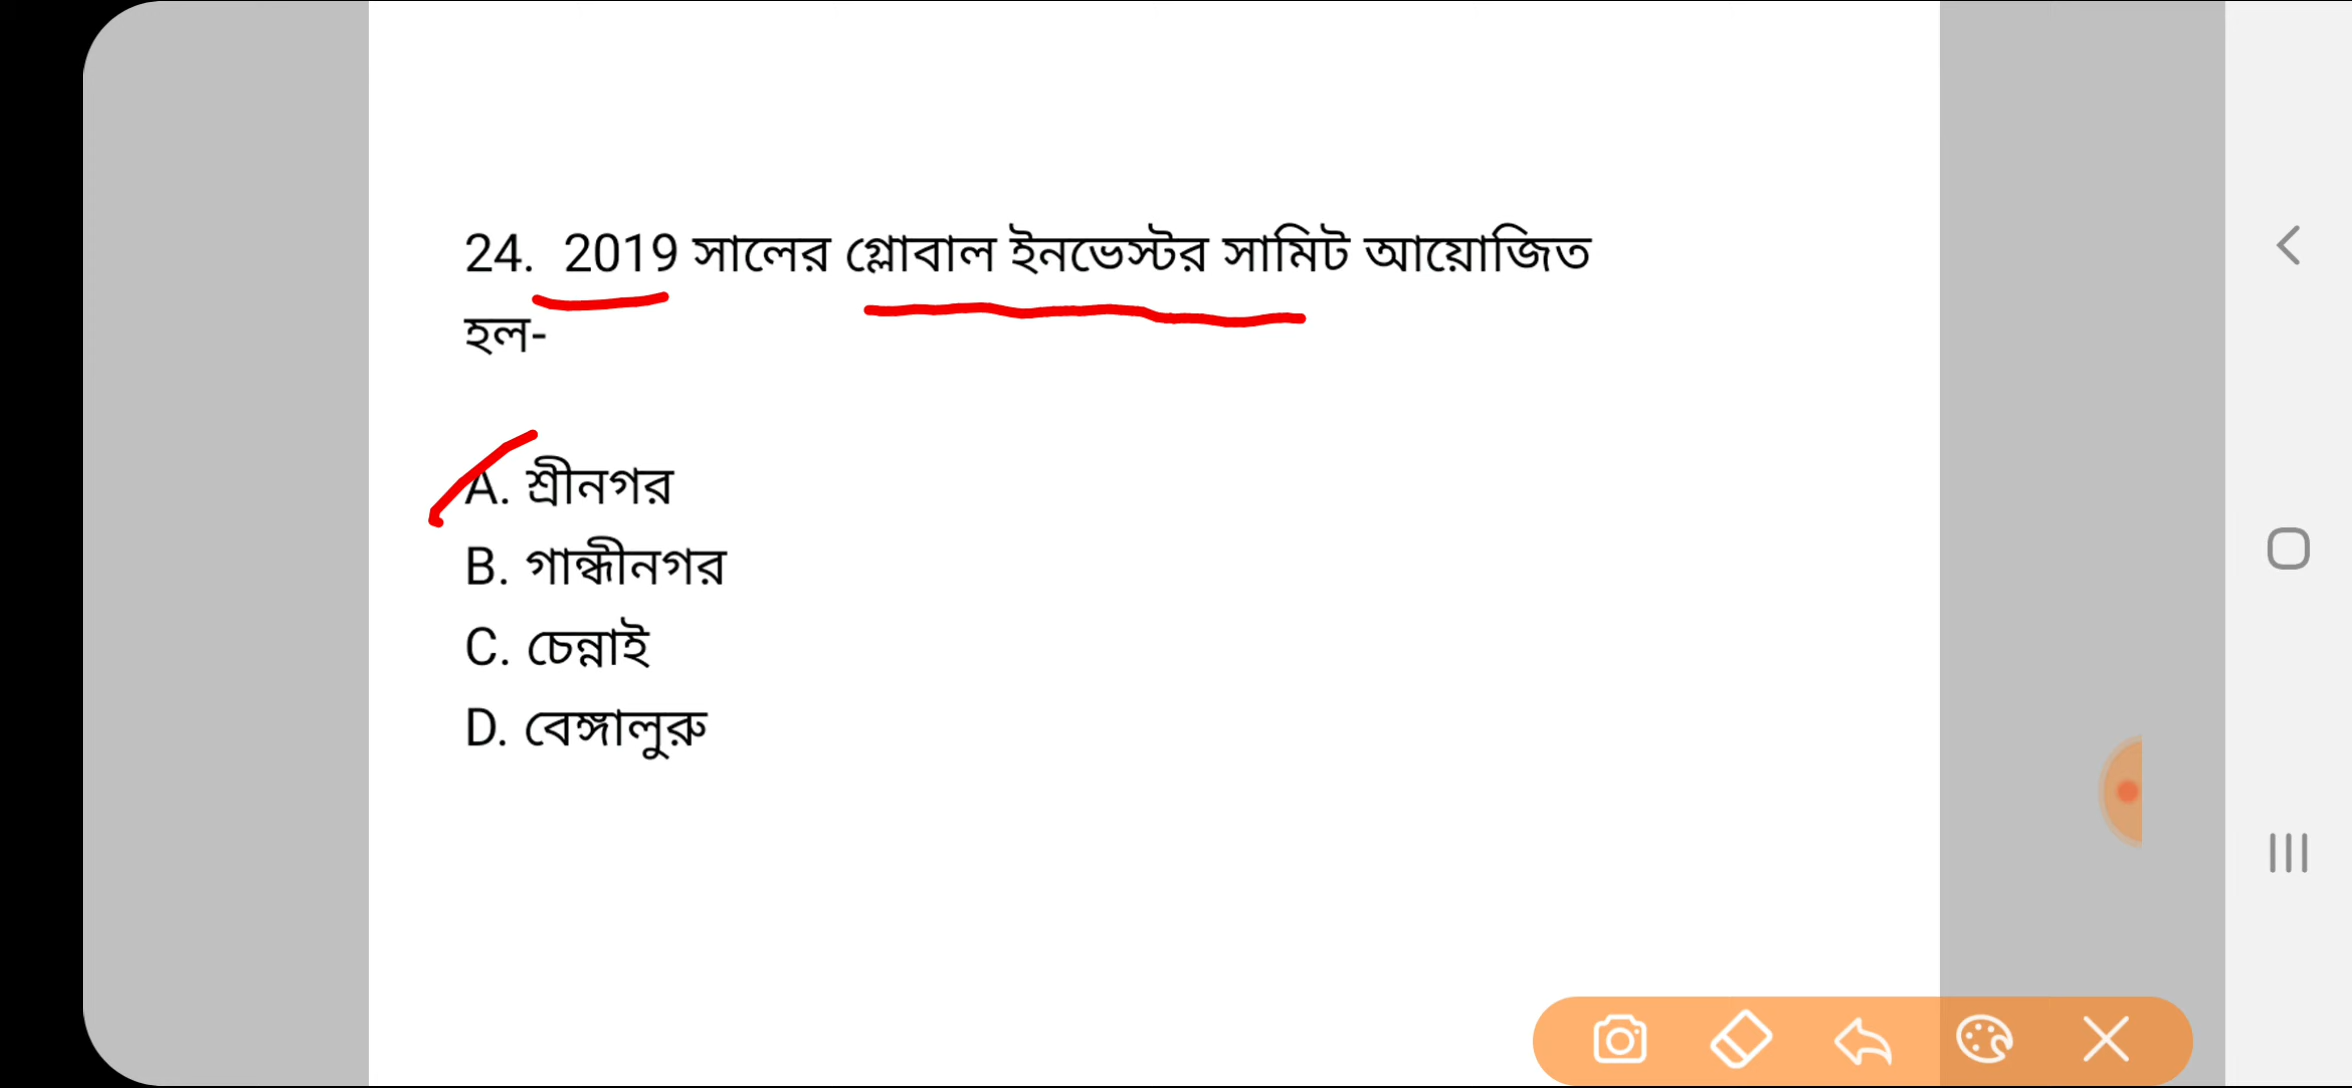 24. 2019 সালের গ্লোবাল ইনভেস্টর সামিট আয়োজিত
হল-
A. শ্রীনগর
B. গান্ধীনগর
C. চেন্নাই
D. বেঙ্গালুরু